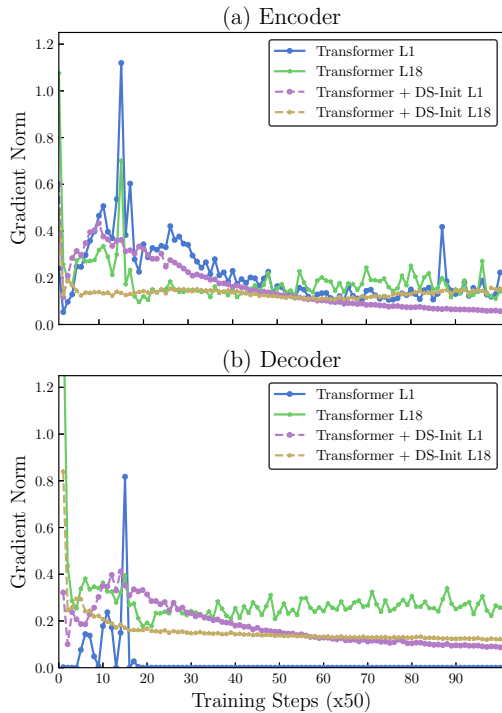 (a) Encoder
1.2
1.0
0.8
0.6
0.4
0.2
0.0
Gradient Norm
Transformer L1
Transformer L18
Transformer + DS-Init L1
Transformer + DS-Init L18
(b) Decoder
1.2
1.0
0.8
0.6
0.4
0.2
0.0
Gradient Norm
Transformer L1
Transformer L18
Transformer + DS-Init L1
Transformer + DS-Init L18
0 10 20 30 40 50 60 70 80 90
Training Steps (x50)